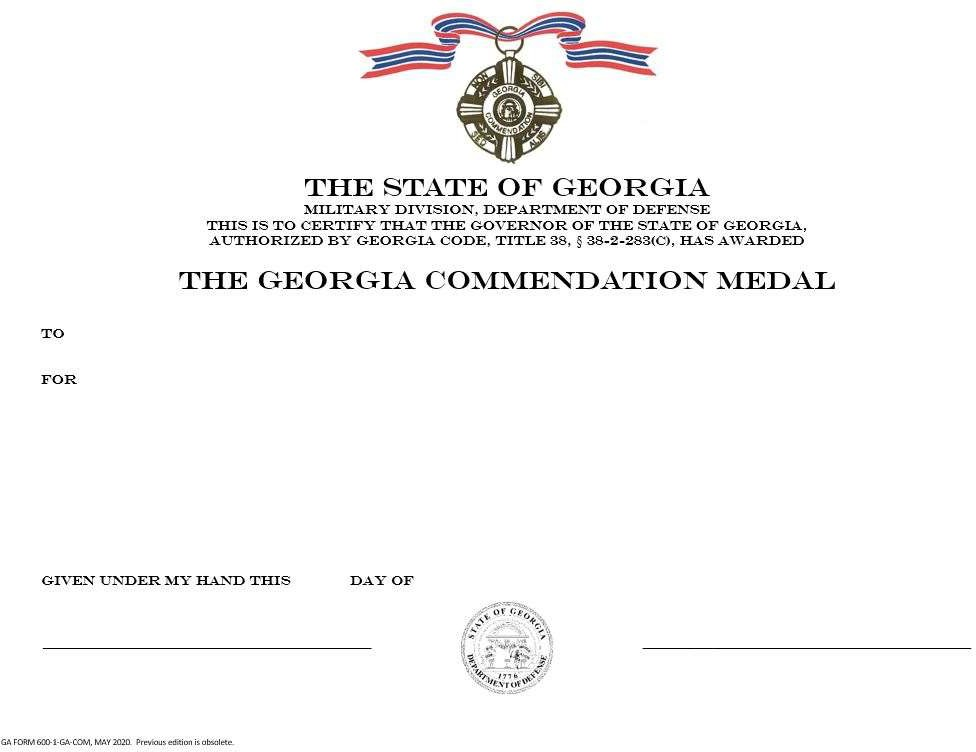 NON SIBI
GEORGIA
COMMENDATION
SED ALIIS
THE STATE OF GEORGIA
MILITARY DIVISION, DEPARTMENT OF DEFENSE
THIS IS TO CERTIFY THAT THE GOVERNOR OF THE STATE OF GEORGIA,
AUTHORIZED BY GEORGIA CODE, TITLE 38, § 38-2-283(C), HAS AWARDED
THE GEORGIA COMMENDATION MEDAL
TO
FOR
GIVEN UNDER MY HAND THIS DAY OF
STATE OF GEORGIA
1776
DEPARTMENT OF DEFENSE
GA FORM 600-1-GA-COM, MAY 2020. Previous edition is obsolete.